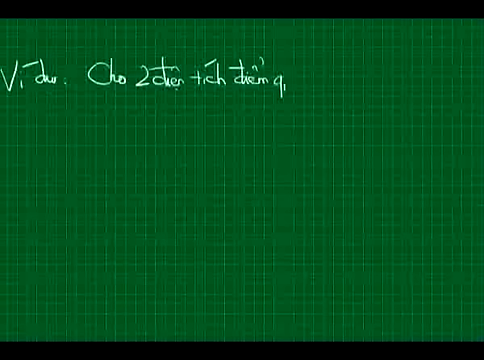 Ví dụ: Cho 2 điện tích điểm q₁